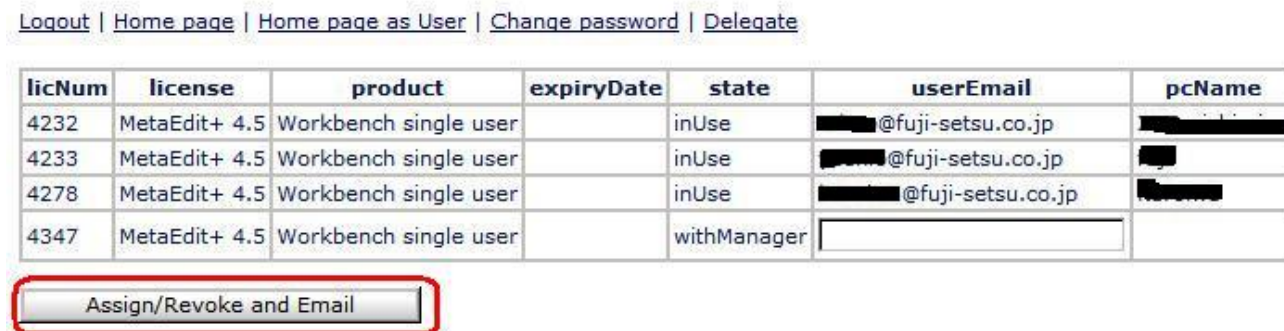 Logout | Home page | Home page as User | Change password | Delegate
licNum license product expiryDate state userEmail pcName
4232 MetaEdit+ 4.5 Workbench single user inUse @fuji-setsu.co.jp
4233 MetaEdit+ 4.5 Workbench single user inUse @fuji-setsu.co.jp
4278 MetaEdit+ 4.5 Workbench single user inUse @fuji-setsu.co.jp
4347 MetaEdit+ 4.5 Workbench single user withManager
Assign/Revoke and Email